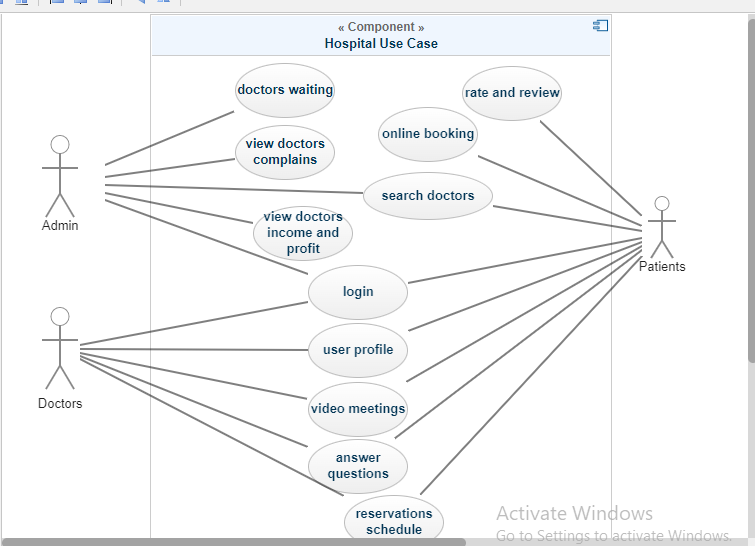 « Component »
Hospital Use Case
doctors waiting
rate and review
online booking
view doctors
complains
search doctors
Admin
view doctors
income and
profit
Patients
login
user profile
Doctors
video meetings
answer
questions
reservations
schedule
Activate Windows
Go to Settings to activate Windows.